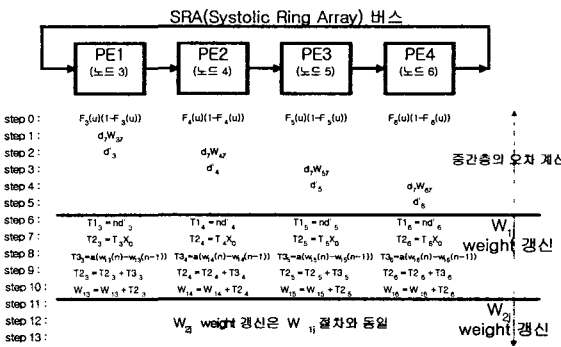 SRA(Systolic Ring Array) 버스
PE1 PE2 PE3 PE4
(노드 3) (노드 4) (노드 5) (노드 6)
step 0 : F₃(u)(1-F₃(u)) F₄(u)(1-F₄(u)) F₅(u)(1-F₅(u)) F₆(u)(1-F₆(u))
step 1 : d₇W₃₇
step 2 : d'₃ d₇W₄₇
step 3 : d'₄ d₇W₅₇
step 4 : d'₅ d₇W₆₇
step 5 : d'₆
중간층의 오차 계산
step 6 : T1₃ = nd'₃ T1₄ = nd'₄ T1₅ = nd'₅ T1₆ = nd'₆
step 7 : T2₃ = T₃X₀ T2₄ = T₄X₀ T2₅ = T₅X₀ T2₆ = T₆X₀
step 8 : T3₃=a(w₁₃(n)-w₁₃(n-1)) T3₄=a(w₁₄(n)-w₁₄(n-1)) T3₅=a(w₁₅(n)-w₁₅(n-1)) T3₆=a(w₁₆(n)-w₁₆(n-1))
step 9 : T2₃ = T2₃ + T3₃ T2₄ = T2₄ + T3₄ T2₅ = T2₅ + T3₅ T2₆ = T2₆ + T3₆
step 10 : W₁₃ = W₁₃ + T2₃ W₁₄ = W₁₄ + T2₄ W₁₅ = W₁₅ + T2₅ W₁₆ = W₁₆ + T2₆
W₁ⱼ
weight 갱신
step 11 :
step 12 : W₂ⱼ weight 갱신은 W₁ⱼ 절차와 동일
step 13 :
W₂ⱼ
weight 갱신